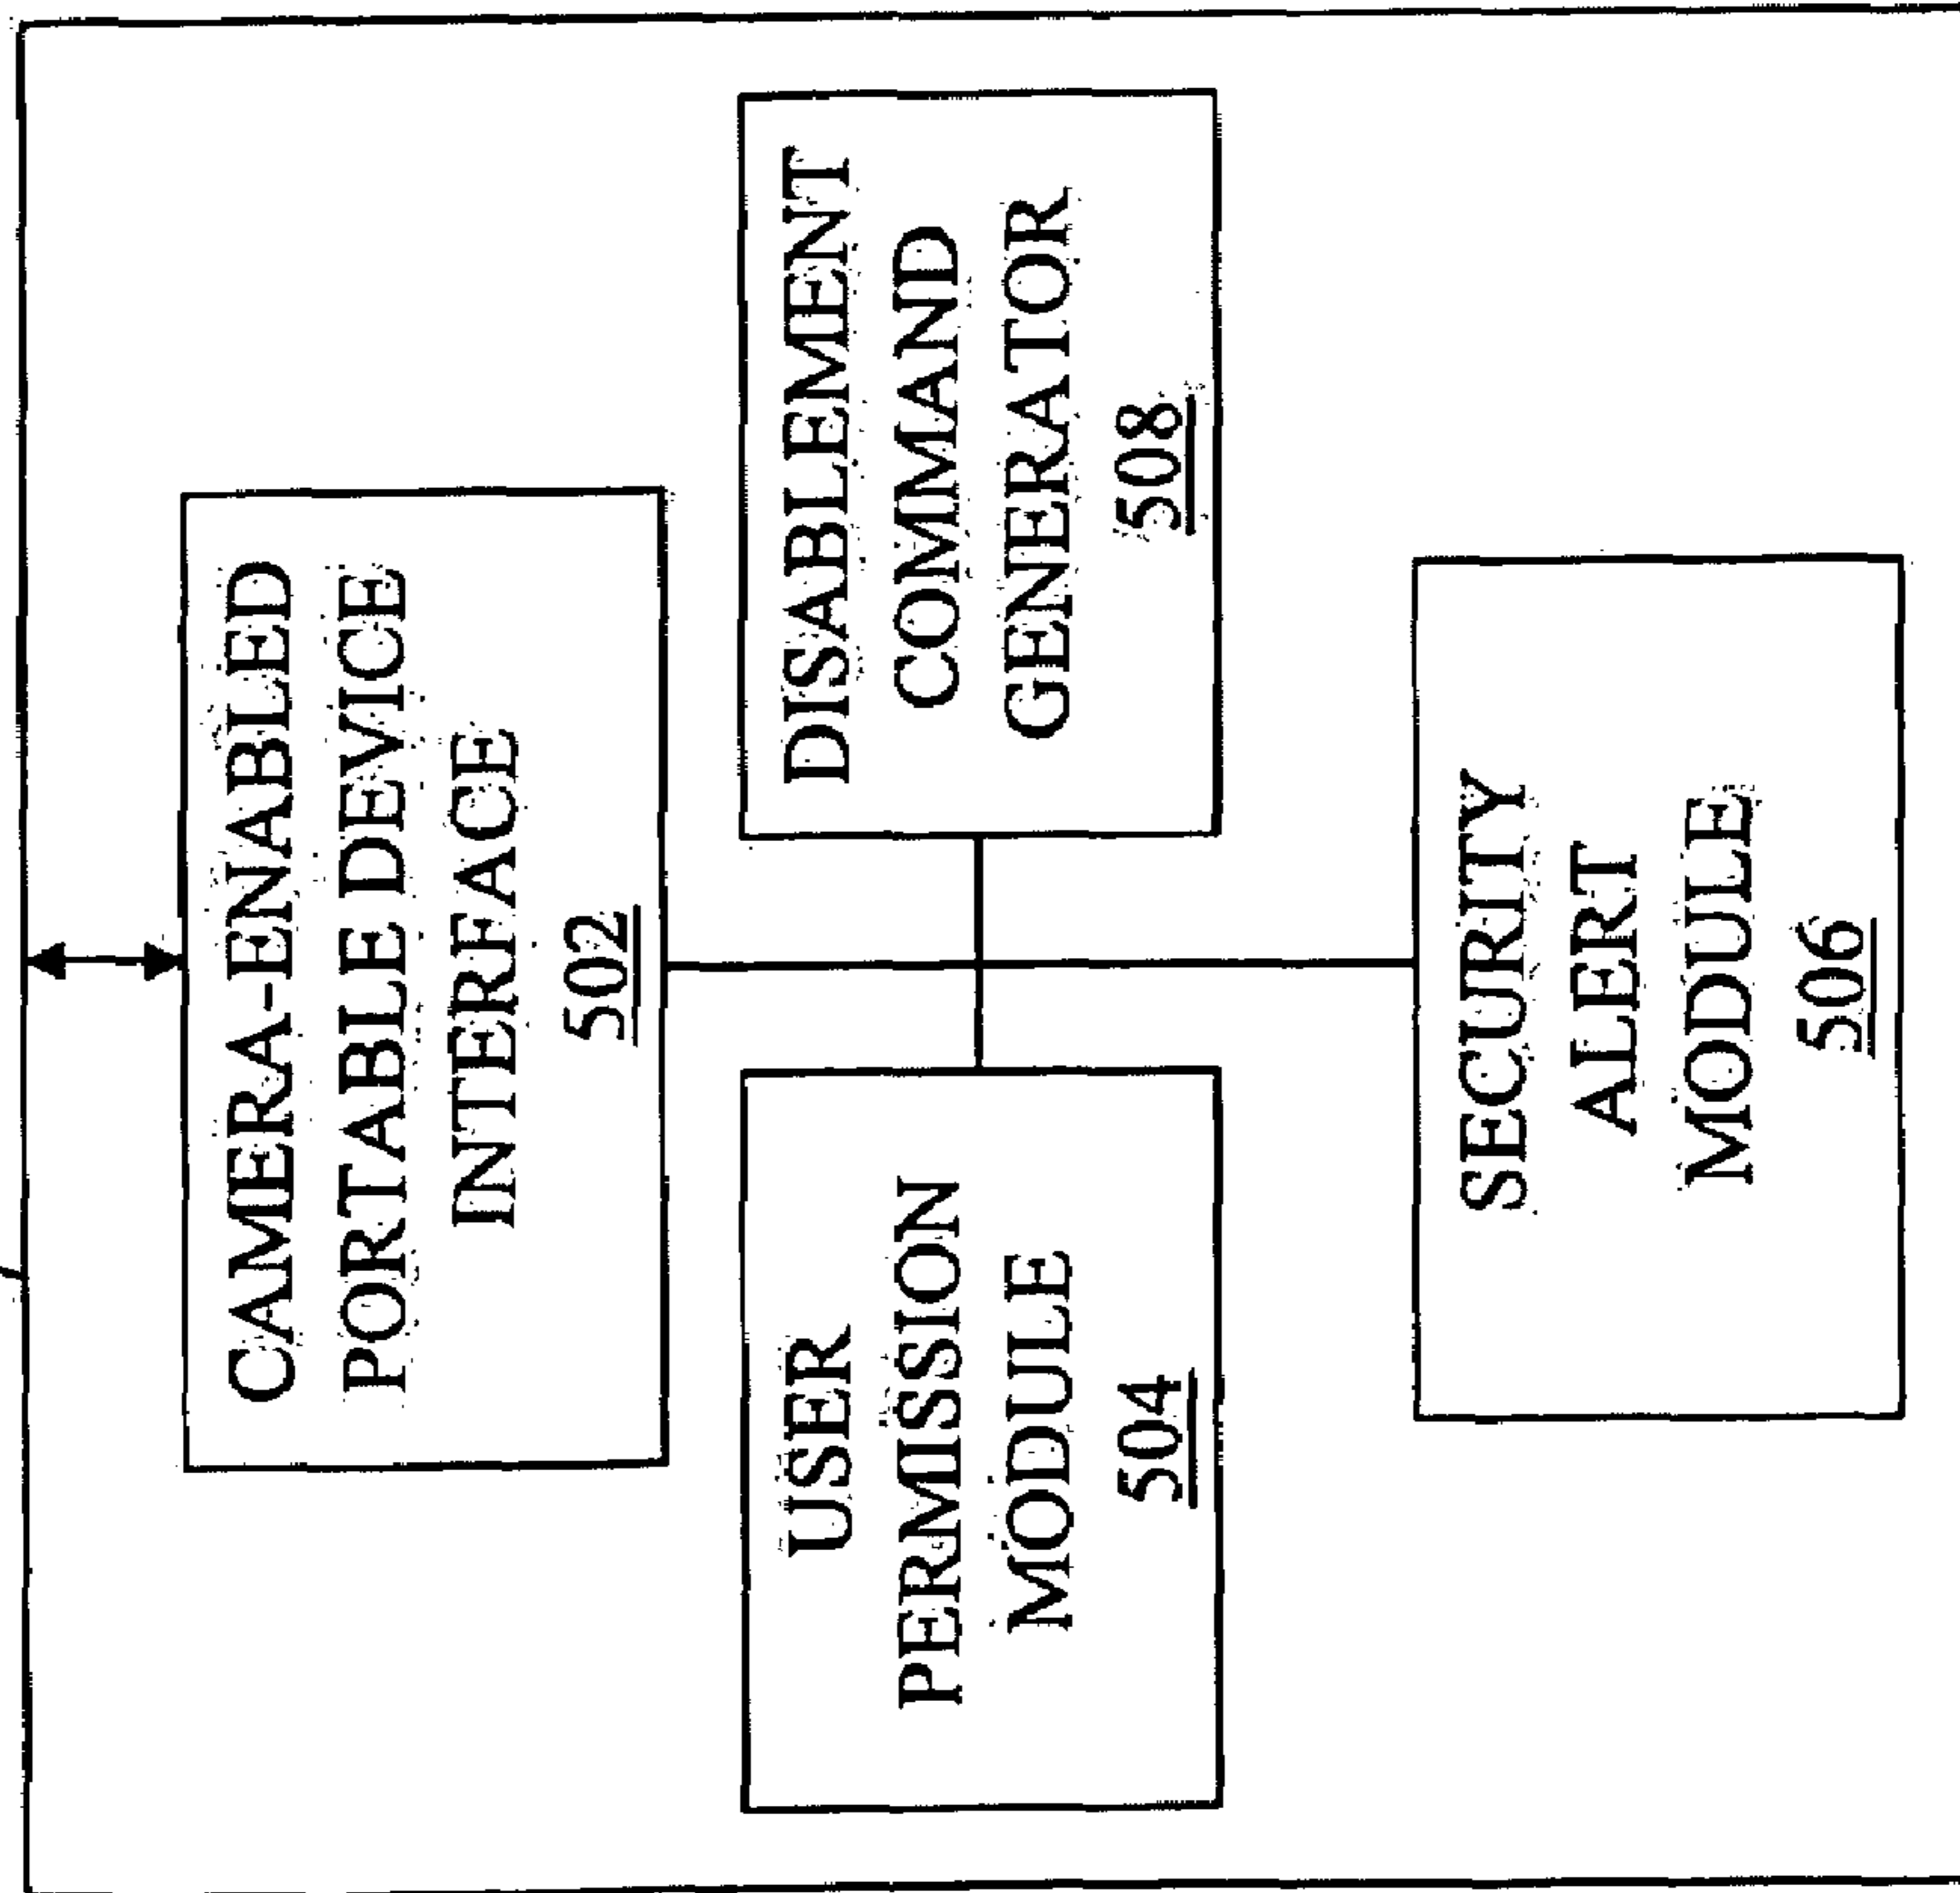 CAMERA-ENABLED
PORTABLE DEVICE
INTERFACE
502
USER
PERMISSION
MODULE
504
DISABLEMENT
COMMAND
GENERATOR
508
SECURITY
ALERT
MODULE
506